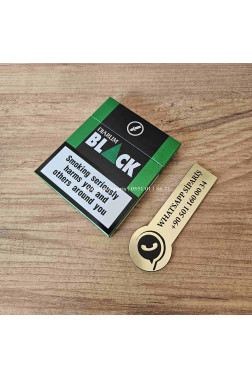 DJARUM
BLACK
Smoking seriously
harms you and
others around you
WHATSAPP SİPARİŞ
+90 501 160 00 34